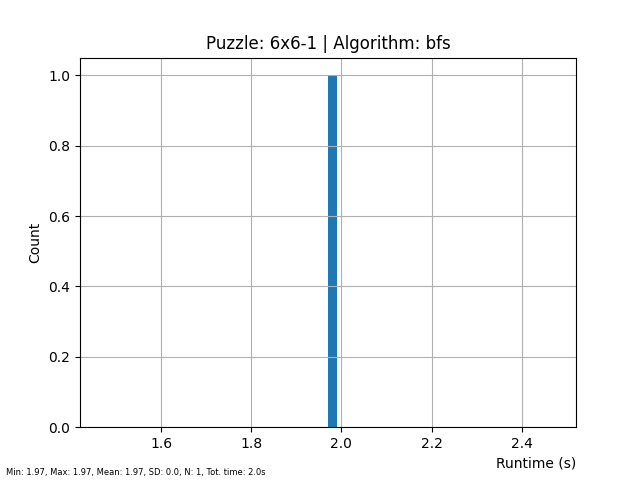 Puzzle: 6x6-1 | Algorithm: bfs
1.0
0.8
0.6
0.4
0.2
0.0
Count
1.6 1.8 2.0 2.2 2.4
Runtime (s)
Min: 1.97, Max: 1.97, Mean: 1.97, SD: 0.0, N: 1, Tot. time: 2.0s